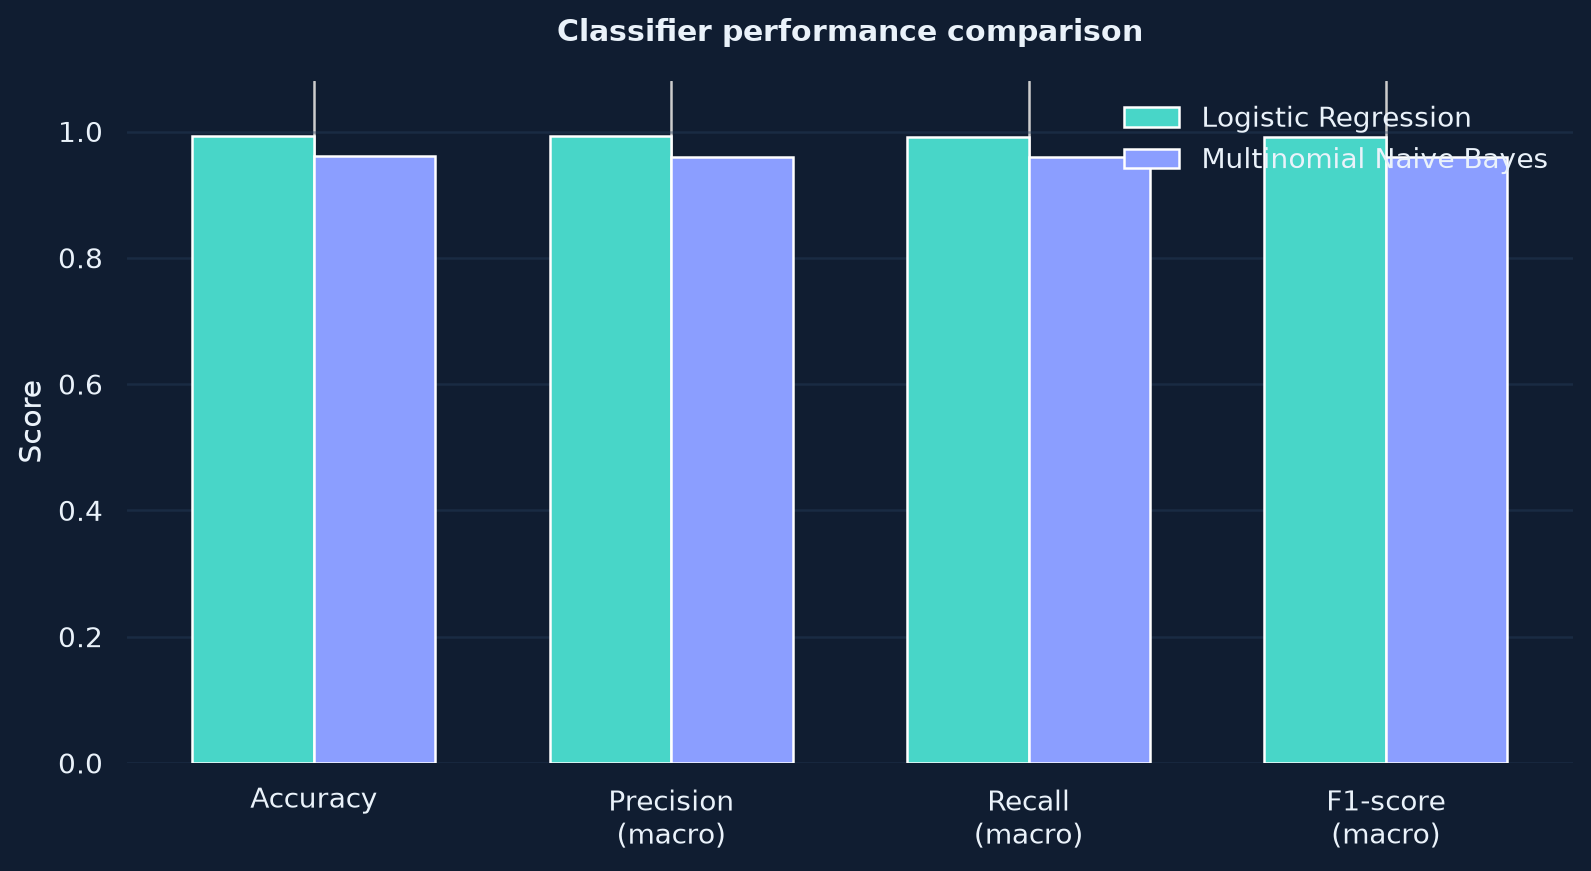 Classifier performance comparison
Logistic Regression
Multinomial Naive Bayes
1.0
0.8
0.6
0.4
0.2
0.0
Score
Accuracy
Precision
(macro)
Recall
(macro)
F1-score
(macro)